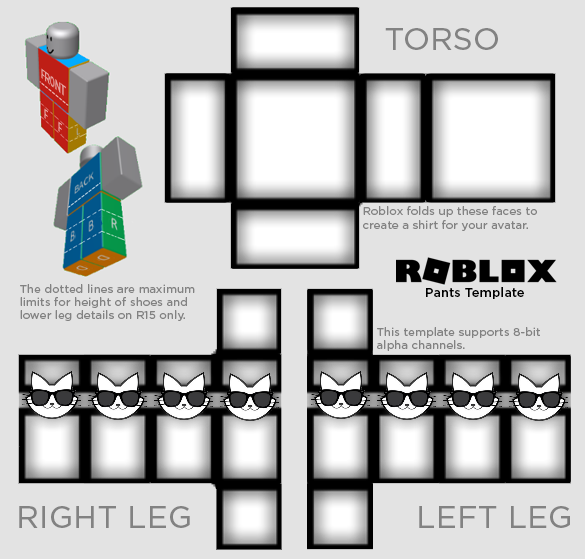 TORSO
FRONT
F
F
L
BACK
B
B
R
Roblox folds up these faces to
create a shirt for your avatar.
The dotted lines are maximum
limits for height of shoes and
lower leg details on R15 only.
ROBLOX
Pants Template
This template supports 8-bit
alpha channels.
RIGHT LEG
LEFT LEG